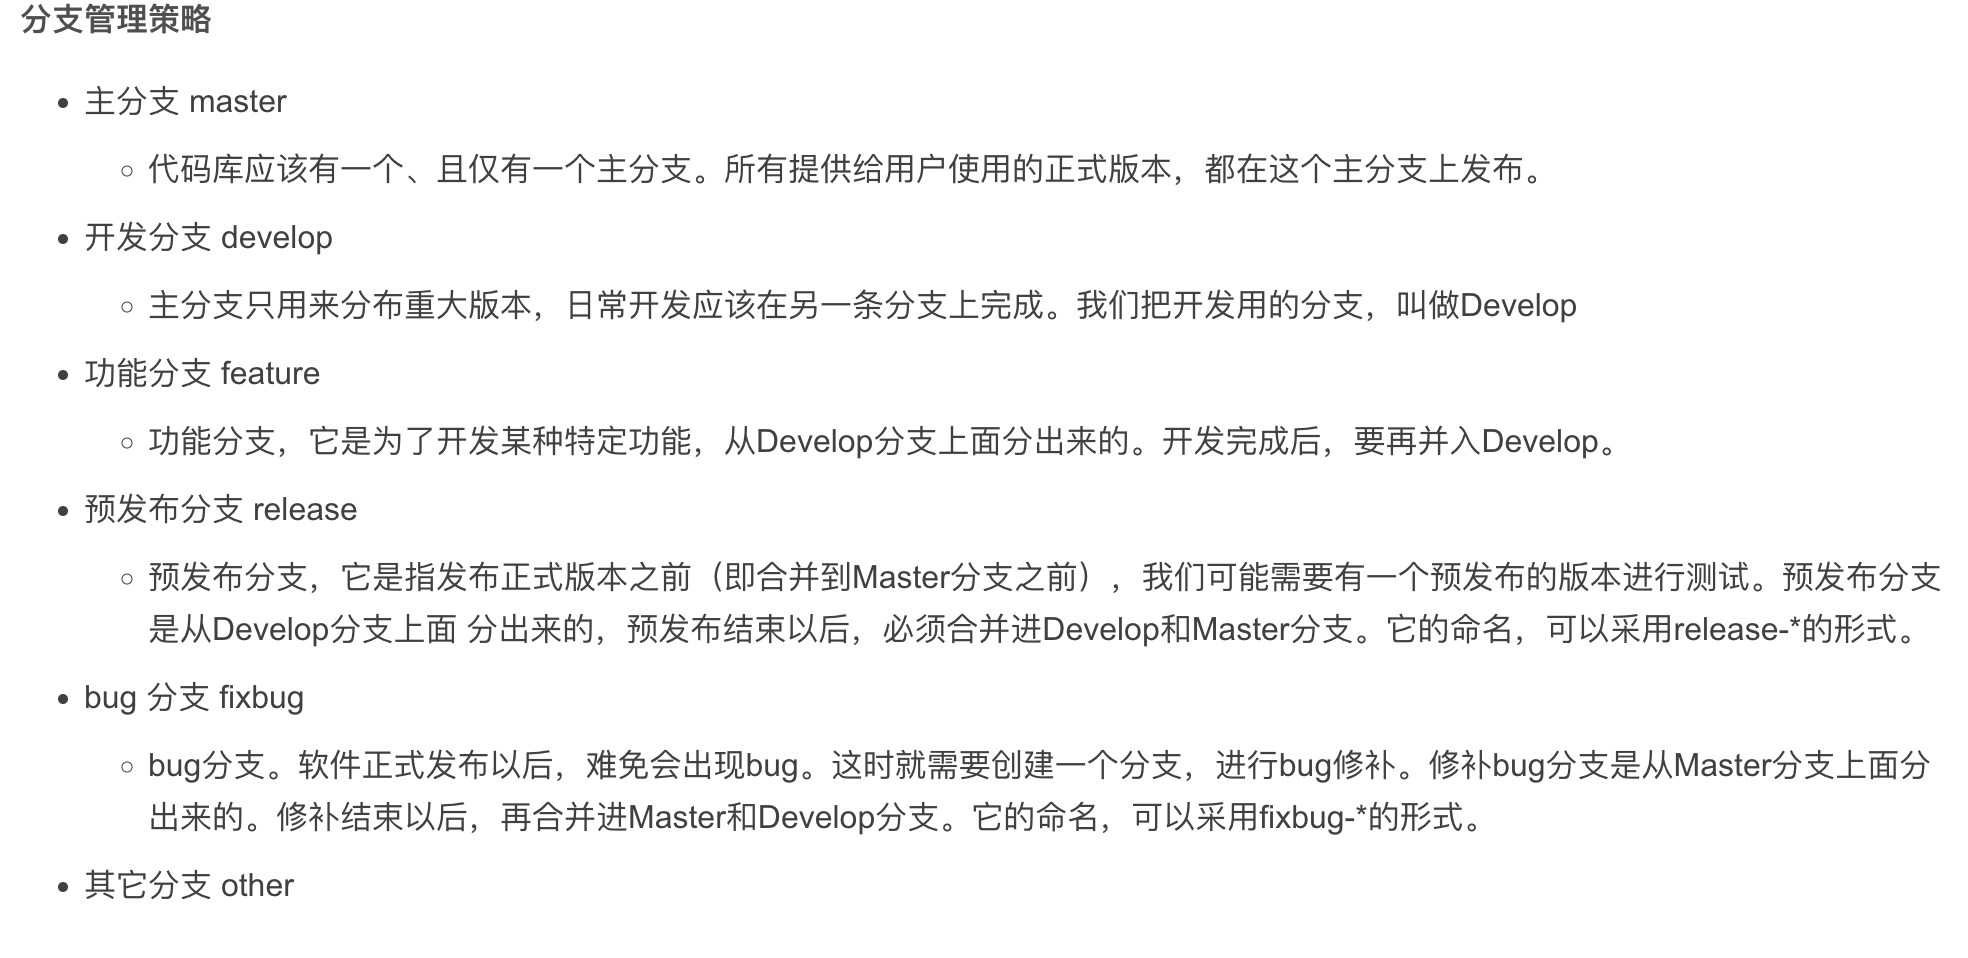 分支管理策略
主分支 master
代码库应该有一个、且仅有一个主分支。所有提供给用户使用的正式版本，都在这个主分支上发布。
开发分支 develop
主分支只用来分布重大版本，日常开发应该在另一条分支上完成。我们把开发用的分支，叫做Develop
功能分支 feature
功能分支，它是为了开发某种特定功能，从Develop分支上面分出来的。开发完成后，要再并入Develop。
预发布分支 release
预发布分支，它是指发布正式版本之前（即合并到Master分支之前），我们可能需要有一个预发布的版本进行测试。预发布分支
是从Develop分支上面 分出来的，预发布结束以后，必须合并进Develop和Master分支。它的命名，可以采用release-*的形式。
bug 分支 fixbug
bug分支。软件正式发布以后，难免会出现bug。这时就需要创建一个分支，进行bug修补。修补bug分支是从Master分支上面分
出来的。修补结束以后，再合并进Master和Develop分支。它的命名，可以采用fixbug-*的形式。
其它分支 other